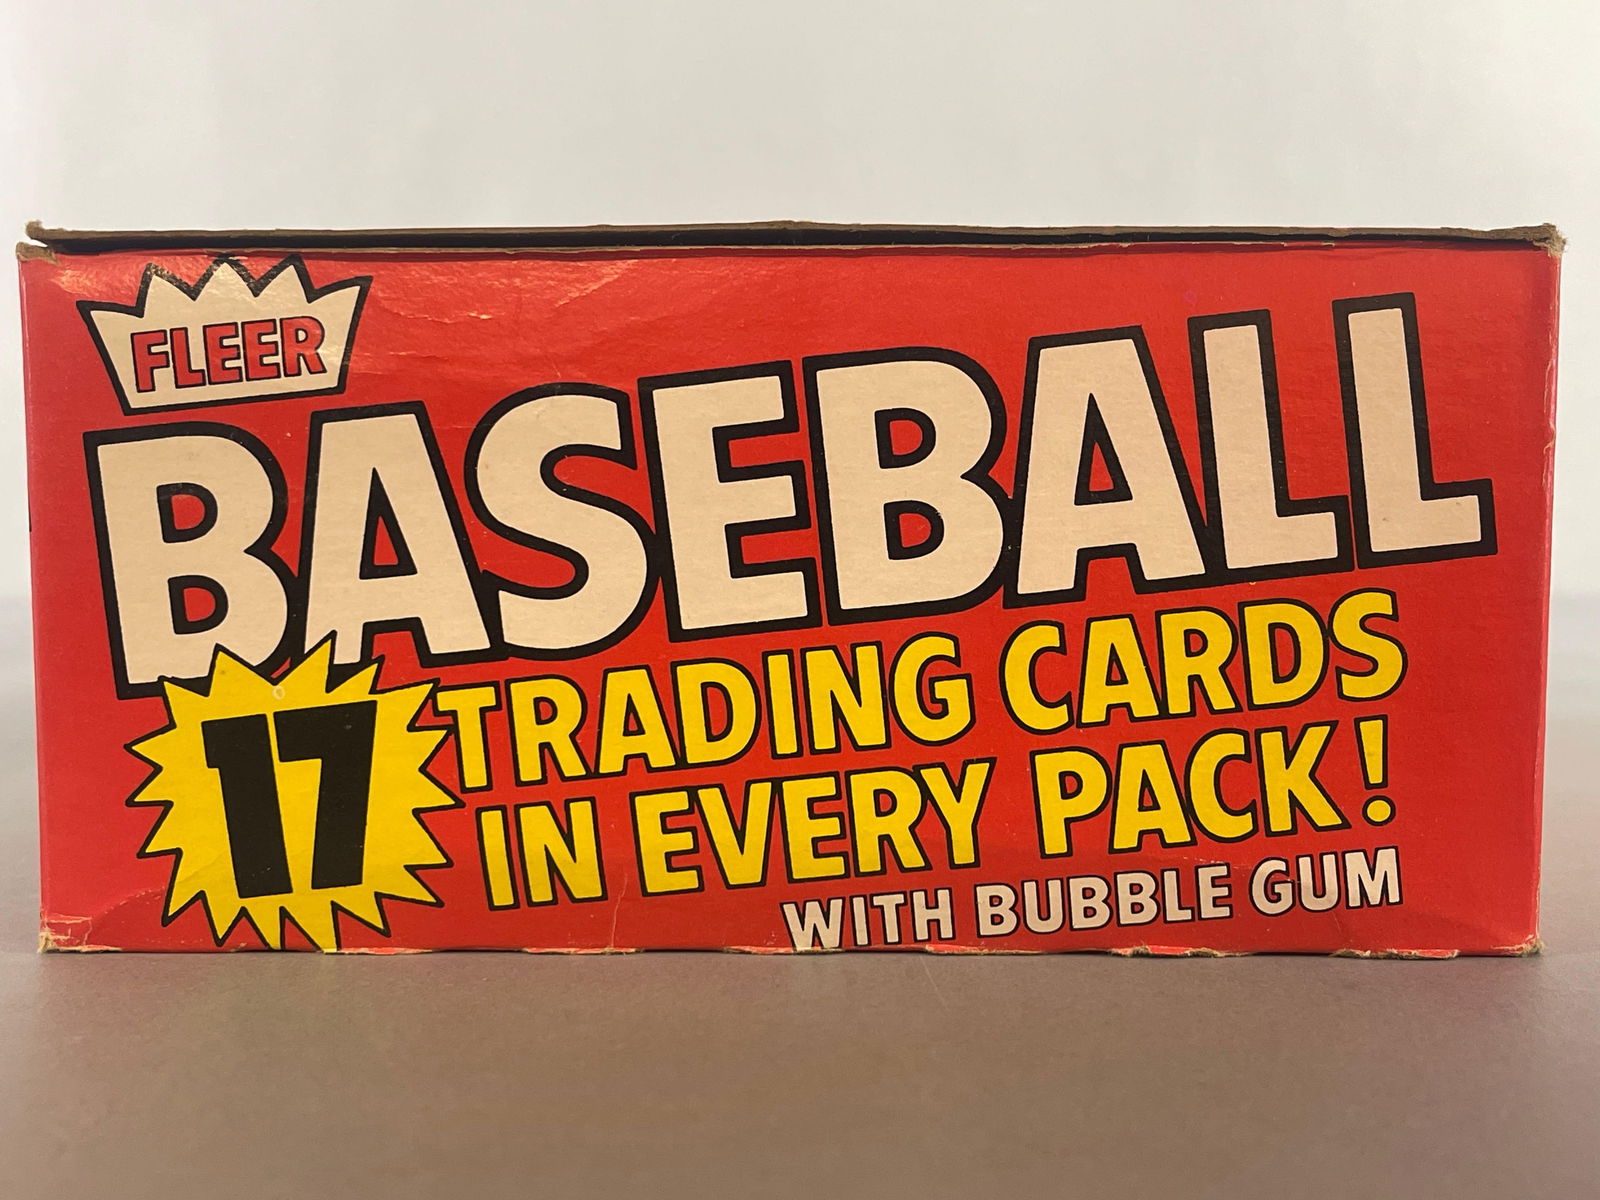 FLEER
BASEBALL
17 TRADING CARDS
IN EVERY PACK!
WITH BUBBLE GUM